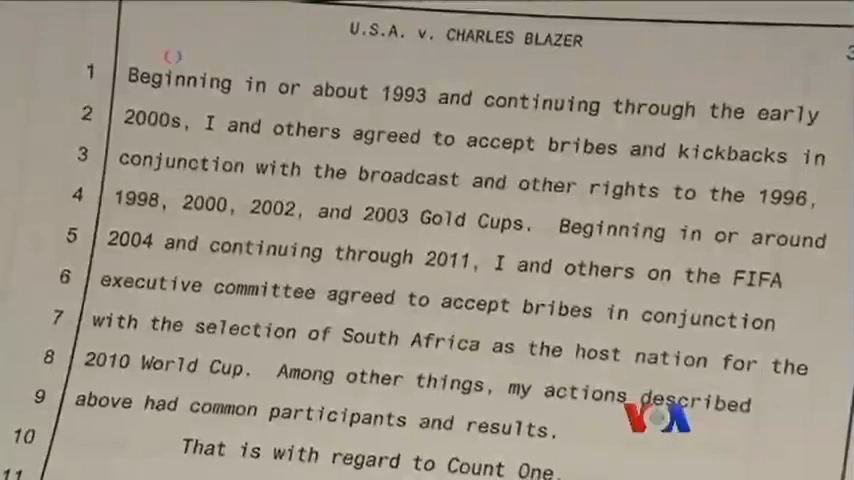 U.S.A. v. CHARLES BLAZER
3
1 Beginning in or about 1993 and continuing through the early
2 2000s, I and others agreed to accept bribes and kickbacks in
3 conjunction with the broadcast and other rights to the 1996,
4 1998, 2000, 2002, and 2003 Gold Cups. Beginning in or around
5 2004 and continuing through 2011, I and others on the FIFA
6 executive committee agreed to accept bribes in conjunction
7 with the selection of South Africa as the host nation for the
8 2010 World Cup. Among other things, my actions described
9 above had common participants and results.
10 That is with regard to Count One.
11
VOA